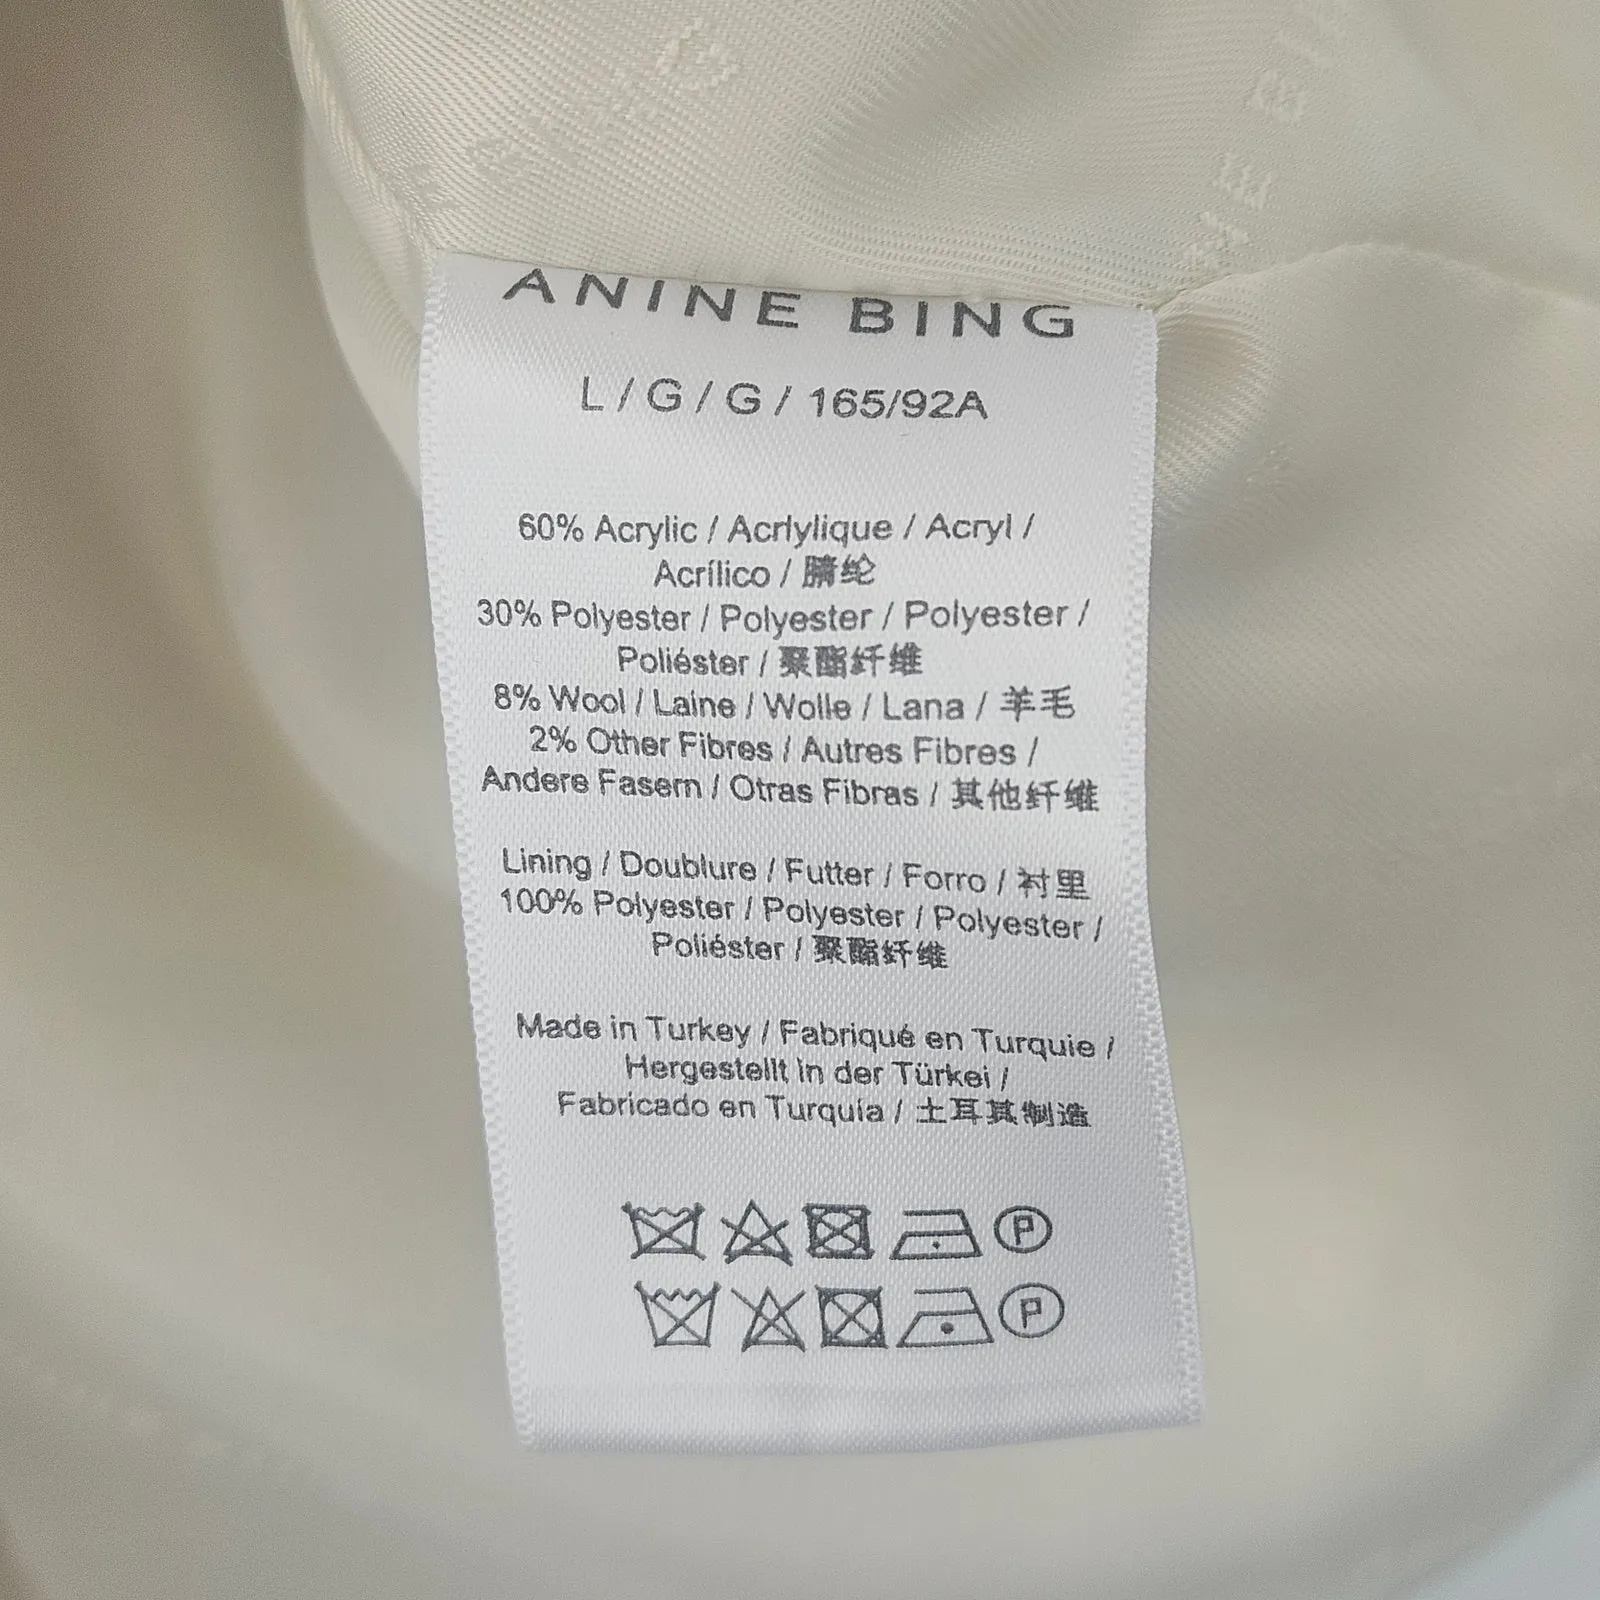 ANINE BING
L / G / G / 165/92A
60% Acrylic / Acrlylique / Acryl /
Acrílico / 腈纶
30% Polyester / Polyester / Polyester /
Poliéster / 聚酯纤维
8% Wool / Laine / Wolle / Lana / 羊毛
2% Other Fibres / Autres Fibres /
Andere Fasern / Otras Fibras / 其他纤维
Lining / Doublure / Futter / Forro / 衬里
100% Polyester / Polyester / Polyester /
Poliéster / 聚酯纤维
Made in Turkey / Fabriqué en Turquie /
Hergestellt in der Türkei /
Fabricado en Turquía / 土耳其制造
P
P